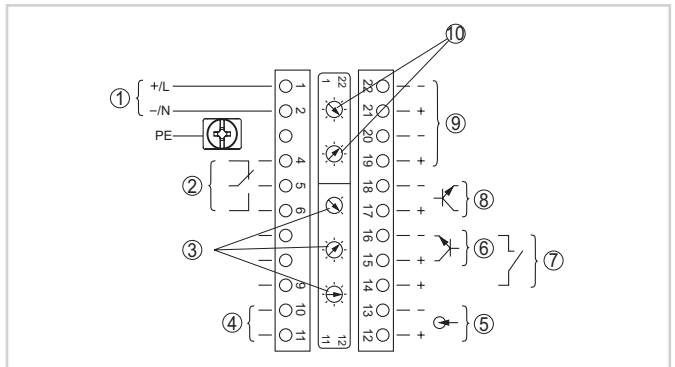 ⑩
① +/L 1 1 22 22 –
–/N 2 21 +
PE 20 – ⑨
② 4 19 +
5 18 – ⑧
6 17 +
③ 16 – ⑥ ⑦
15 +
9 14 –
④ 10 13 – ⑤
11 11 12 12 +